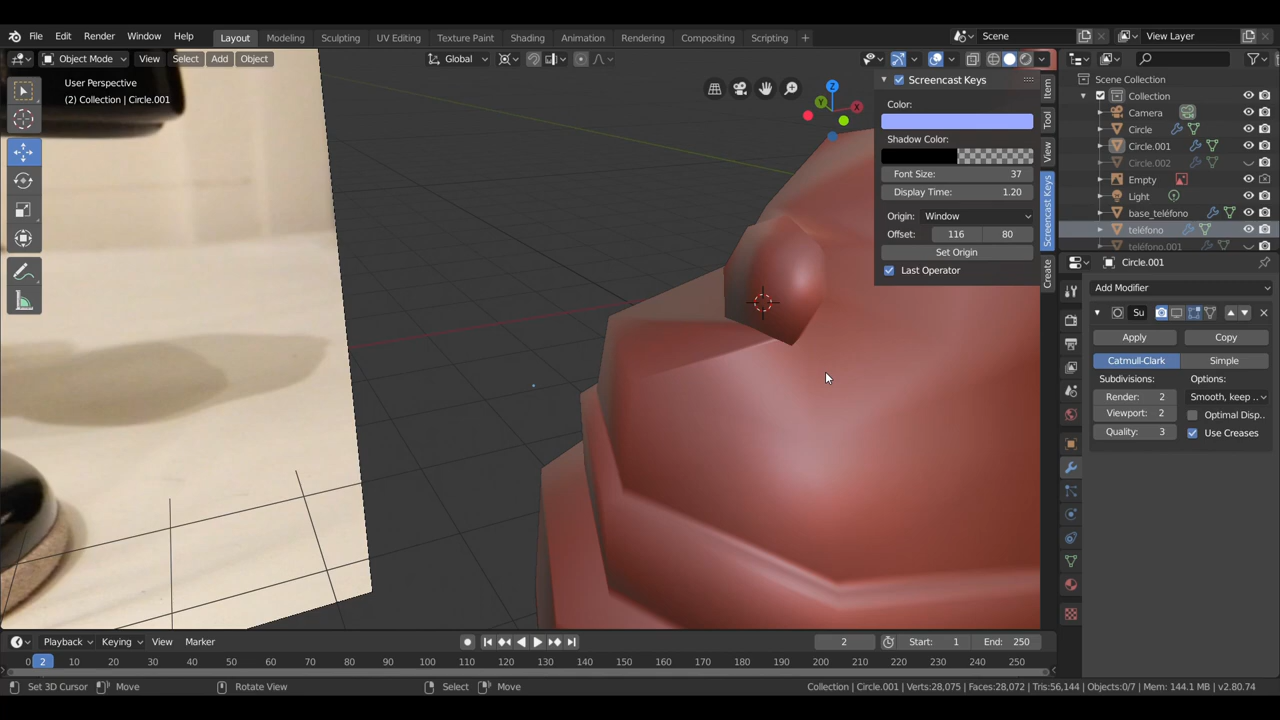 File Edit Render Window Help Layout Modeling Sculpting UV Editing Texture Paint Shading Animation Rendering Compositing Scripting + Scene View Layer
Object Mode View Select Add Object Global
User Perspective
(2) Collection | Circle.001
Screencast Keys
Color:
Shadow Color:
Font Size: 37
Display Time: 1.20
Origin: Window
Offset: 116 80
Set Origin
Last Operator
Item
Tool
View
Screencast Keys
Create
X
Y
Z
Scene Collection
Collection
Camera
Circle
Circle.001
Circle.002
Empty
Light
base_teléfono
teléfono
teléfono.001
Circle.001
Add Modifier
Su
Apply Copy
Catmull-Clark Simple
Subdivisions: Options:
Render: 2 Smooth, keep ..
Viewport: 2 Optimal Disp..
Quality: 3 Use Creases
Playback Keying View Marker 2 Start: 1 End: 250
0 2 10 20 30 40 50 60 70 80 90 100 110 120 130 140 150 160 170 180 190 200 210 220 230 240 250
Set 3D Cursor Move Rotate View Select Move Collection | Circle.001 | Verts:28,075 | Faces:28,072 | Tris:56,144 | Objects:0/7 | Mem: 144.1 MB | v2.80.74